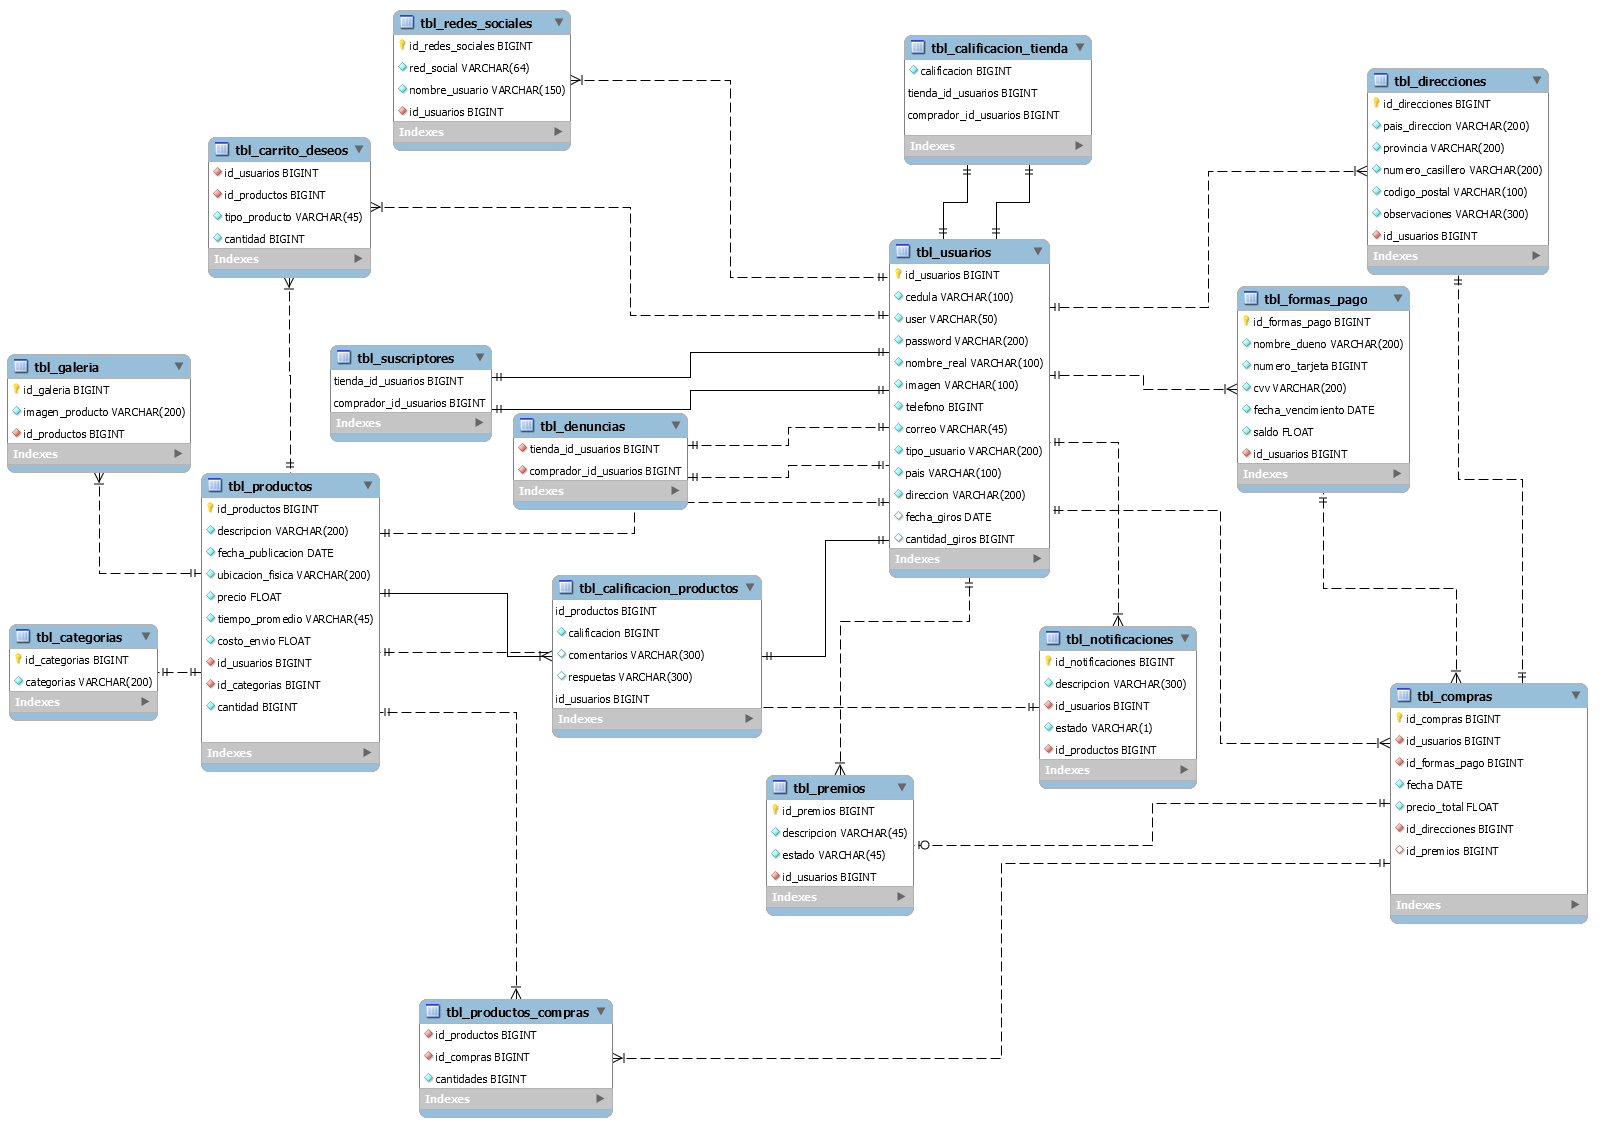 tbl_redes_sociales
id_redes_sociales BIGINT
red_social VARCHAR(64)
nombre_usuario VARCHAR(150)
id_usuarios BIGINT
Indexes
tbl_calificacion_tienda
calificacion BIGINT
tienda_id_usuarios BIGINT
comprador_id_usuarios BIGINT
Indexes
tbl_direcciones
id_direcciones BIGINT
pais_direccion VARCHAR(200)
provincia VARCHAR(200)
numero_casillero VARCHAR(200)
codigo_postal VARCHAR(100)
observaciones VARCHAR(300)
id_usuarios BIGINT
Indexes
tbl_carrito_deseos
id_usuarios BIGINT
id_productos BIGINT
tipo_producto VARCHAR(45)
cantidad BIGINT
Indexes
tbl_usuarios
id_usuarios BIGINT
cedula VARCHAR(100)
user VARCHAR(50)
password VARCHAR(200)
nombre_real VARCHAR(100)
imagen VARCHAR(100)
telefono BIGINT
correo VARCHAR(45)
tipo_usuario VARCHAR(200)
pais VARCHAR(100)
direccion VARCHAR(200)
fecha_giros DATE
cantidad_giros BIGINT
Indexes
tbl_formas_pago
id_formas_pago BIGINT
nombre_dueno VARCHAR(200)
numero_tarjeta BIGINT
cvv VARCHAR(200)
fecha_vencimiento DATE
saldo FLOAT
id_usuarios BIGINT
Indexes
tbl_galeria
id_galeria BIGINT
imagen_producto VARCHAR(200)
id_productos BIGINT
Indexes
tbl_suscriptores
tienda_id_usuarios BIGINT
comprador_id_usuarios BIGINT
Indexes
tbl_denuncias
tienda_id_usuarios BIGINT
comprador_id_usuarios BIGINT
Indexes
tbl_productos
id_productos BIGINT
descripcion VARCHAR(200)
fecha_publicacion DATE
ubicacion_fisica VARCHAR(200)
precio FLOAT
tiempo_promedio VARCHAR(45)
costo_envio FLOAT
id_usuarios BIGINT
id_categorias BIGINT
cantidad BIGINT
Indexes
tbl_calificacion_productos
id_productos BIGINT
calificacion BIGINT
comentarios VARCHAR(300)
respuetas VARCHAR(300)
id_usuarios BIGINT
Indexes
tbl_categorias
id_categorias BIGINT
categorias VARCHAR(200)
Indexes
tbl_notificaciones
id_notificaciones BIGINT
descripcion VARCHAR(300)
id_usuarios BIGINT
estado VARCHAR(1)
id_productos BIGINT
Indexes
tbl_compras
id_compras BIGINT
id_usuarios BIGINT
id_formas_pago BIGINT
fecha DATE
precio_total FLOAT
id_direcciones BIGINT
id_premios BIGINT
Indexes
tbl_premios
id_premios BIGINT
descripcion VARCHAR(45)
estado VARCHAR(45)
id_usuarios BIGINT
Indexes
tbl_productos_compras
id_productos BIGINT
id_compras BIGINT
cantidades BIGINT
Indexes